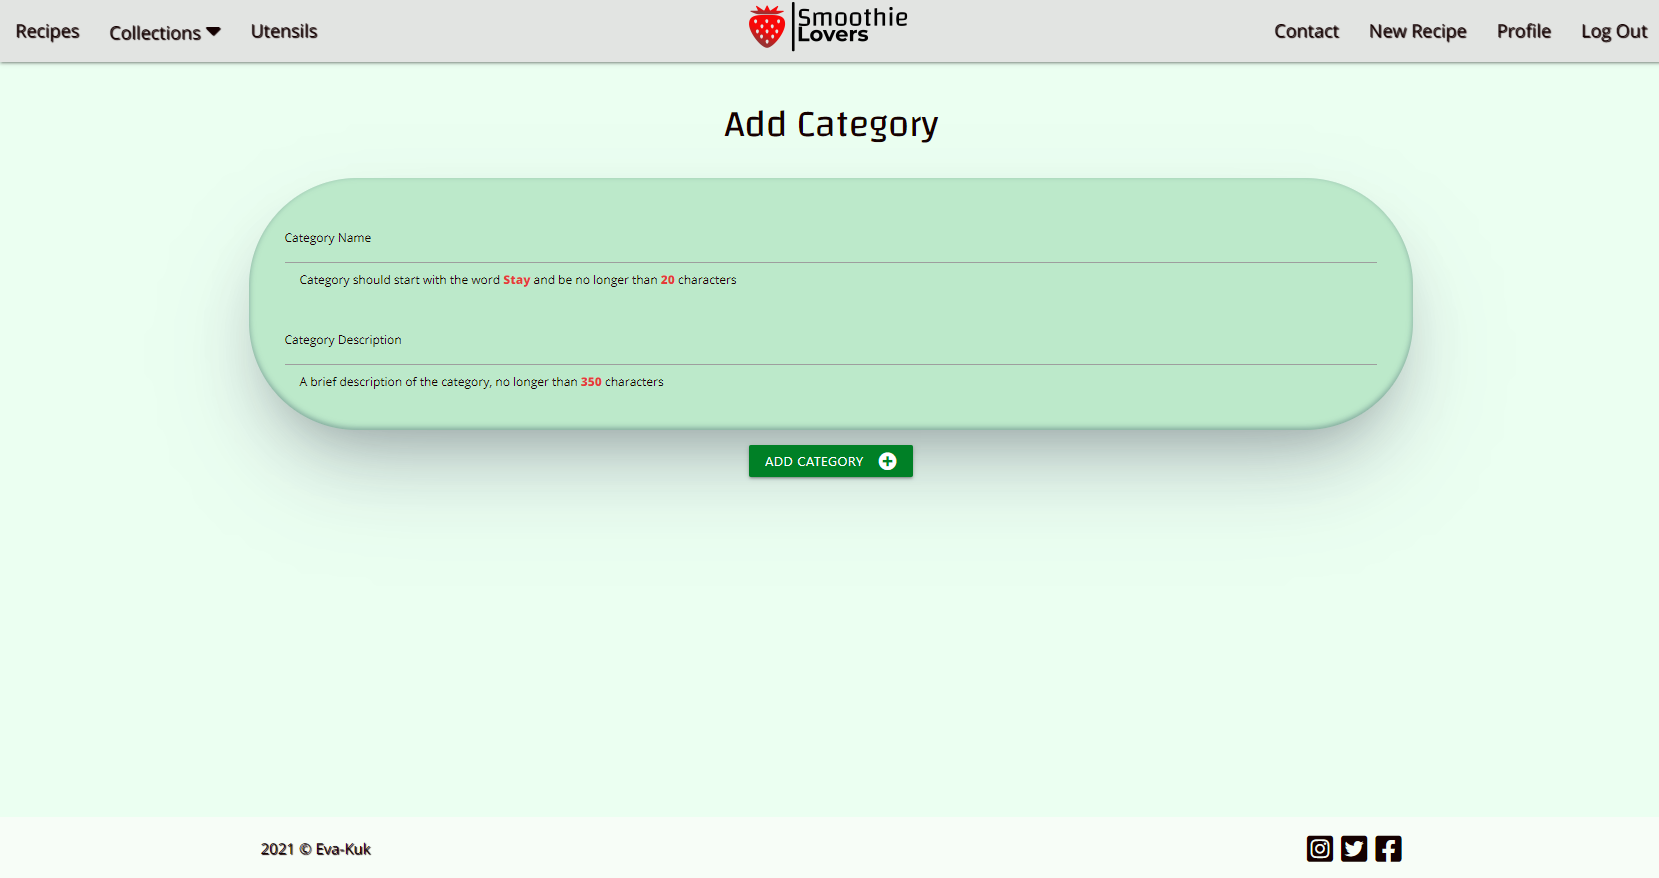 Recipes
Collections
Utensils
Smoothie
Lovers
Contact
New Recipe
Profile
Log Out
Add Category
Category Name
Category should start with the word Stay and be no longer than 20 characters
Category Description
A brief description of the category, no longer than 350 characters
ADD CATEGORY
2021 © Eva-Kuk